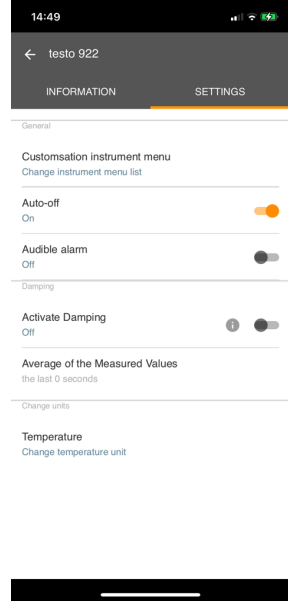 14:49
testo 922
INFORMATION
SETTINGS
General
Customsation instrument menu
Change instrument menu list
Auto-off
On
Audible alarm
Off
Damping
Activate Damping
Off
Average of the Measured Values
the last 0 seconds
Change units
Temperature
Change temperature unit